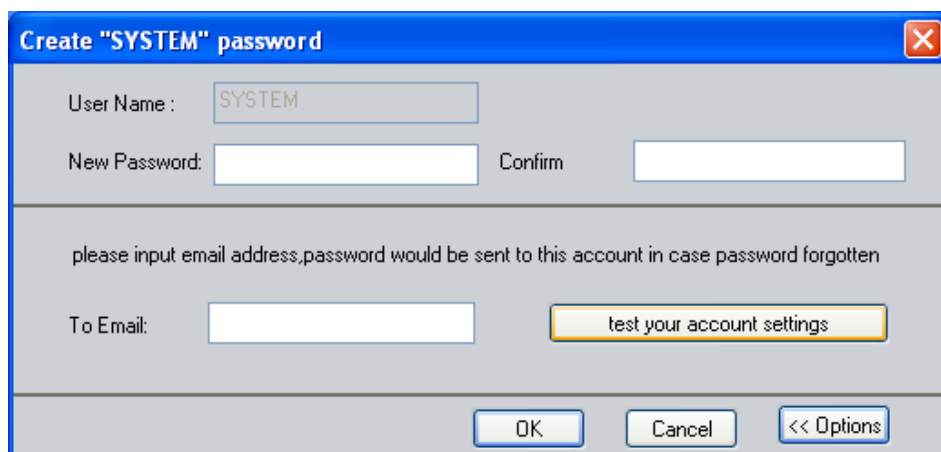 Create "SYSTEM" password
User Name :
SYSTEM
New Password:
Confirm
please input email address,password would be sent to this account in case password forgotten
To Email:
test your account settings
OK
Cancel
<< Options